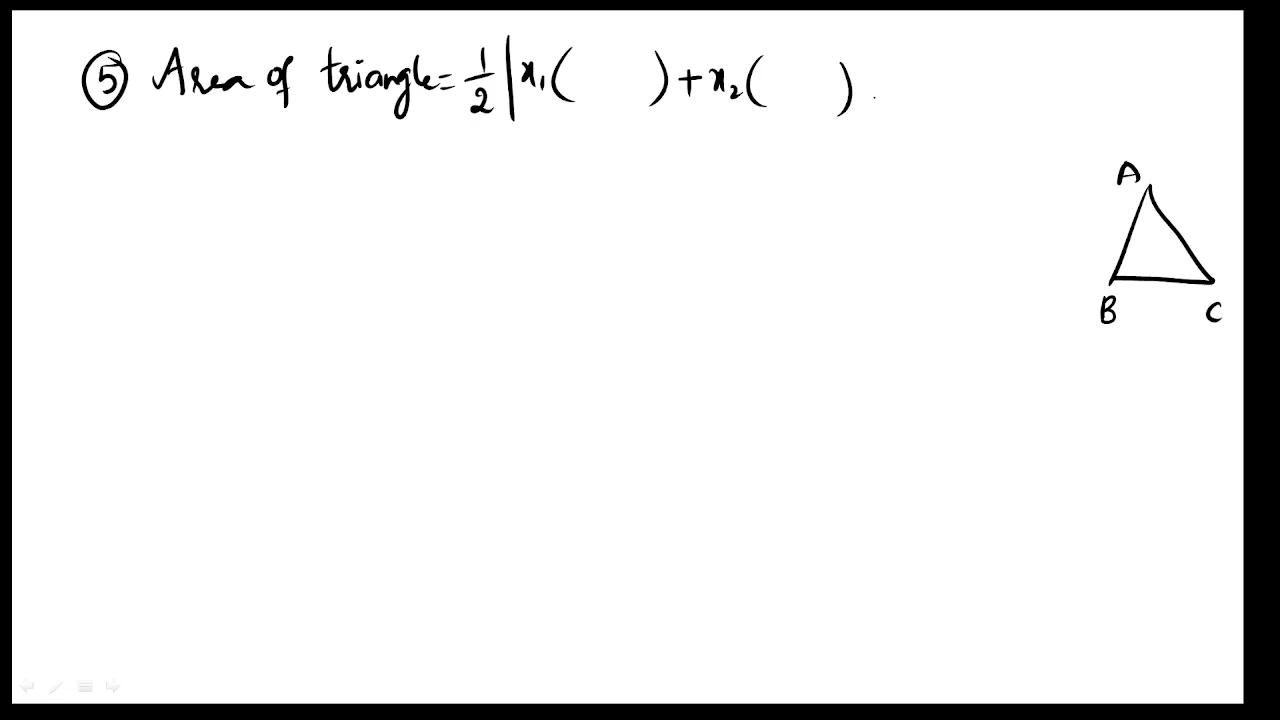 ⑤ Area of triangle = 1/2 |x₁(    ) + x₂(    )
A
B C